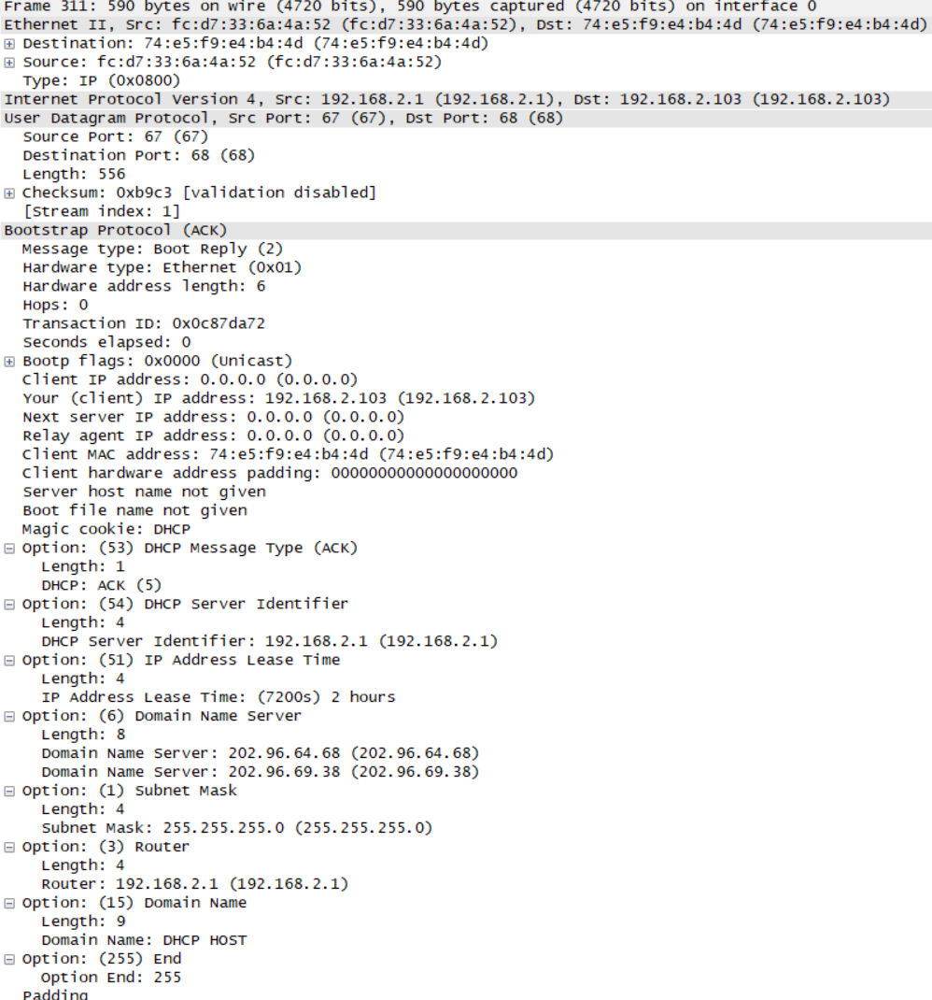 Frame 311: 590 bytes on wire (4720 bits), 590 bytes captured (4720 bits) on interface 0
Ethernet II, Src: fc:d7:33:6a:4a:52 (fc:d7:33:6a:4a:52), Dst: 74:e5:f9:e4:b4:4d (74:e5:f9:e4:b4:4d)
Destination: 74:e5:f9:e4:b4:4d (74:e5:f9:e4:b4:4d)
Source: fc:d7:33:6a:4a:52 (fc:d7:33:6a:4a:52)
Type: IP (0x0800)
Internet Protocol Version 4, Src: 192.168.2.1 (192.168.2.1), Dst: 192.168.2.103 (192.168.2.103)
User Datagram Protocol, Src Port: 67 (67), Dst Port: 68 (68)
Source Port: 67 (67)
Destination Port: 68 (68)
Length: 556
Checksum: 0xb9c3 [validation disabled]
[Stream index: 1]
Bootstrap Protocol (ACK)
Message type: Boot Reply (2)
Hardware type: Ethernet (0x01)
Hardware address length: 6
Hops: 0
Transaction ID: 0x0c87da72
Seconds elapsed: 0
Bootp flags: 0x0000 (Unicast)
Client IP address: 0.0.0.0 (0.0.0.0)
Your (client) IP address: 192.168.2.103 (192.168.2.103)
Next server IP address: 0.0.0.0 (0.0.0.0)
Relay agent IP address: 0.0.0.0 (0.0.0.0)
Client MAC address: 74:e5:f9:e4:b4:4d (74:e5:f9:e4:b4:4d)
Client hardware address padding: 00000000000000000000
Server host name not given
Boot file name not given
Magic cookie: DHCP
Option: (53) DHCP Message Type (ACK)
Length: 1
DHCP: ACK (5)
Option: (54) DHCP Server Identifier
Length: 4
DHCP Server Identifier: 192.168.2.1 (192.168.2.1)
Option: (51) IP Address Lease Time
Length: 4
IP Address Lease Time: (7200s) 2 hours
Option: (6) Domain Name Server
Length: 8
Domain Name Server: 202.96.64.68 (202.96.64.68)
Domain Name Server: 202.96.69.38 (202.96.69.38)
Option: (1) Subnet Mask
Length: 4
Subnet Mask: 255.255.255.0 (255.255.255.0)
Option: (3) Router
Length: 4
Router: 192.168.2.1 (192.168.2.1)
Option: (15) Domain Name
Length: 9
Domain Name: DHCP HOST
Option: (255) End
Option End: 255
Padding